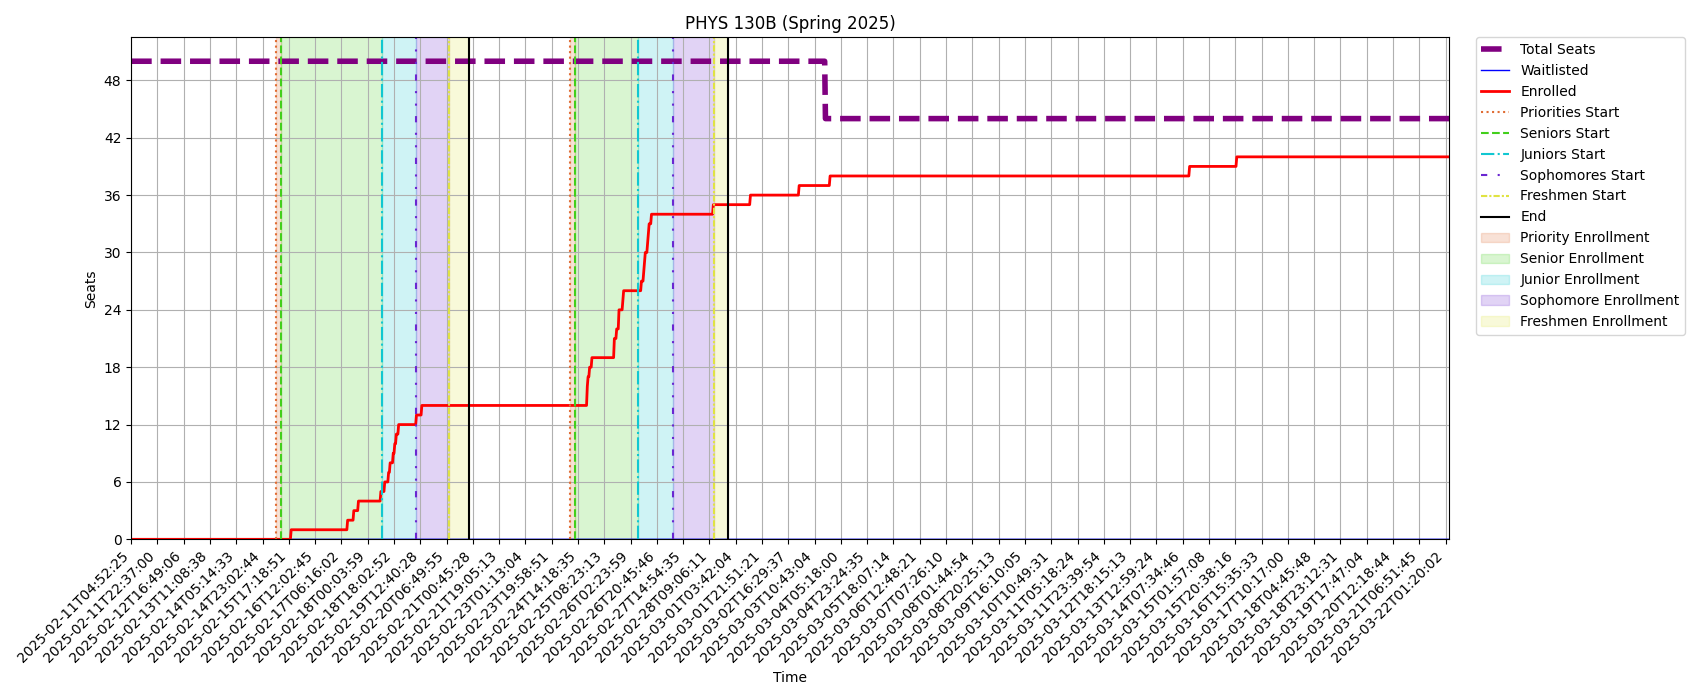 PHYS 130B (Spring 2025)
Seats
48
42
36
30
24
18
12
6
0
2025-02-11T04:52:25
2025-02-11T22:37:00
2025-02-12T16:49:06
2025-02-13T11:08:38
2025-02-14T05:14:33
2025-02-14T23:02:44
2025-02-15T17:18:51
2025-02-16T12:02:45
2025-02-17T06:16:02
2025-02-18T00:03:59
2025-02-18T18:02:52
2025-02-19T12:40:28
2025-02-20T06:49:55
2025-02-21T00:45:28
2025-02-21T19:05:13
2025-02-23T01:13:04
2025-02-23T19:58:51
2025-02-24T14:18:35
2025-02-25T08:23:13
2025-02-26T02:23:59
2025-02-26T20:45:46
2025-02-27T14:54:35
2025-02-28T09:06:11
2025-03-01T03:42:04
2025-03-01T21:51:21
2025-03-02T16:29:37
2025-03-03T10:43:04
2025-03-04T05:18:00
2025-03-04T23:24:35
2025-03-05T18:07:14
2025-03-06T12:48:21
2025-03-07T07:26:10
2025-03-08T01:44:54
2025-03-08T20:25:13
2025-03-09T16:10:05
2025-03-10T10:49:31
2025-03-11T05:18:24
2025-03-11T23:39:54
2025-03-12T18:15:13
2025-03-13T12:59:24
2025-03-14T07:34:46
2025-03-15T01:57:08
2025-03-15T20:38:16
2025-03-16T15:35:33
2025-03-17T10:17:00
2025-03-18T04:45:48
2025-03-18T23:12:31
2025-03-19T17:47:04
2025-03-20T12:18:44
2025-03-21T06:51:45
2025-03-22T01:20:02
Time
Total Seats
Waitlisted
Enrolled
Priorities Start
Seniors Start
Juniors Start
Sophomores Start
Freshmen Start
End
Priority Enrollment
Senior Enrollment
Junior Enrollment
Sophomore Enrollment
Freshmen Enrollment